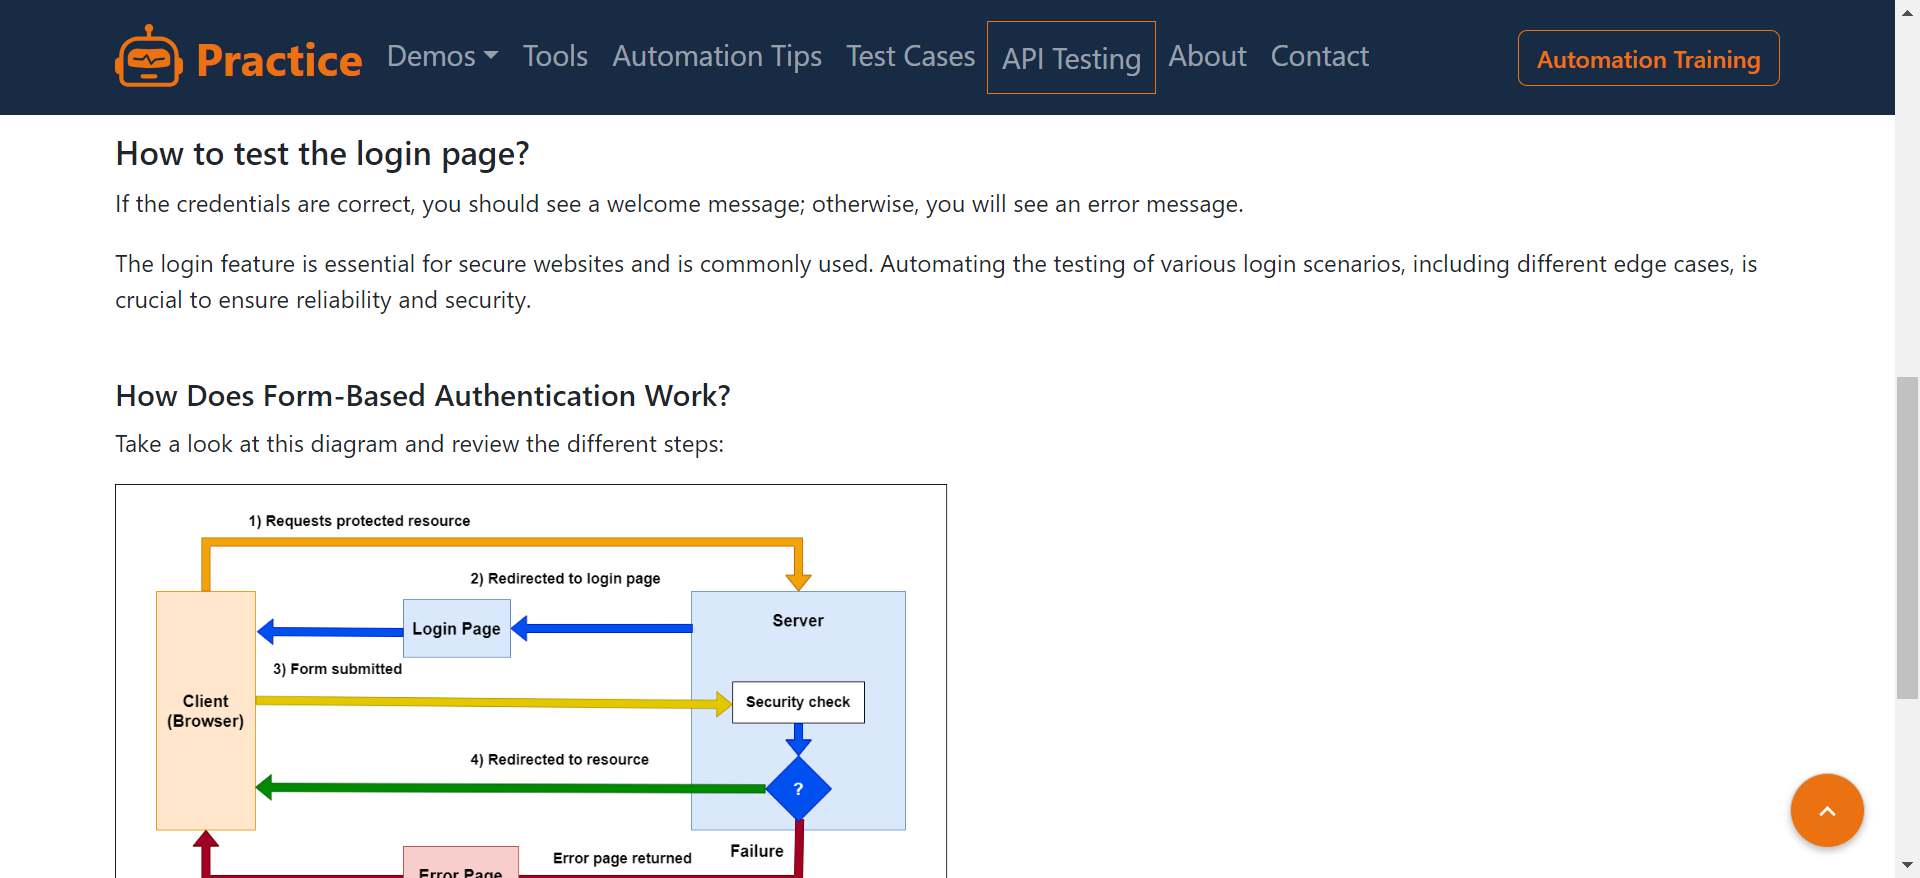 Practice Demos Tools Automation Tips Test Cases API Testing About Contact Automation Training
How to test the login page?
If the credentials are correct, you should see a welcome message; otherwise, you will see an error message.
The login feature is essential for secure websites and is commonly used. Automating the testing of various login scenarios, including different edge cases, is
crucial to ensure reliability and security.
How Does Form-Based Authentication Work?
Take a look at this diagram and review the different steps:
1) Requests protected resource
2) Redirected to login page
Server
Login Page
3) Form submitted
Client
(Browser)
Security check
4) Redirected to resource
?
Failure
Error page returned
Error Page